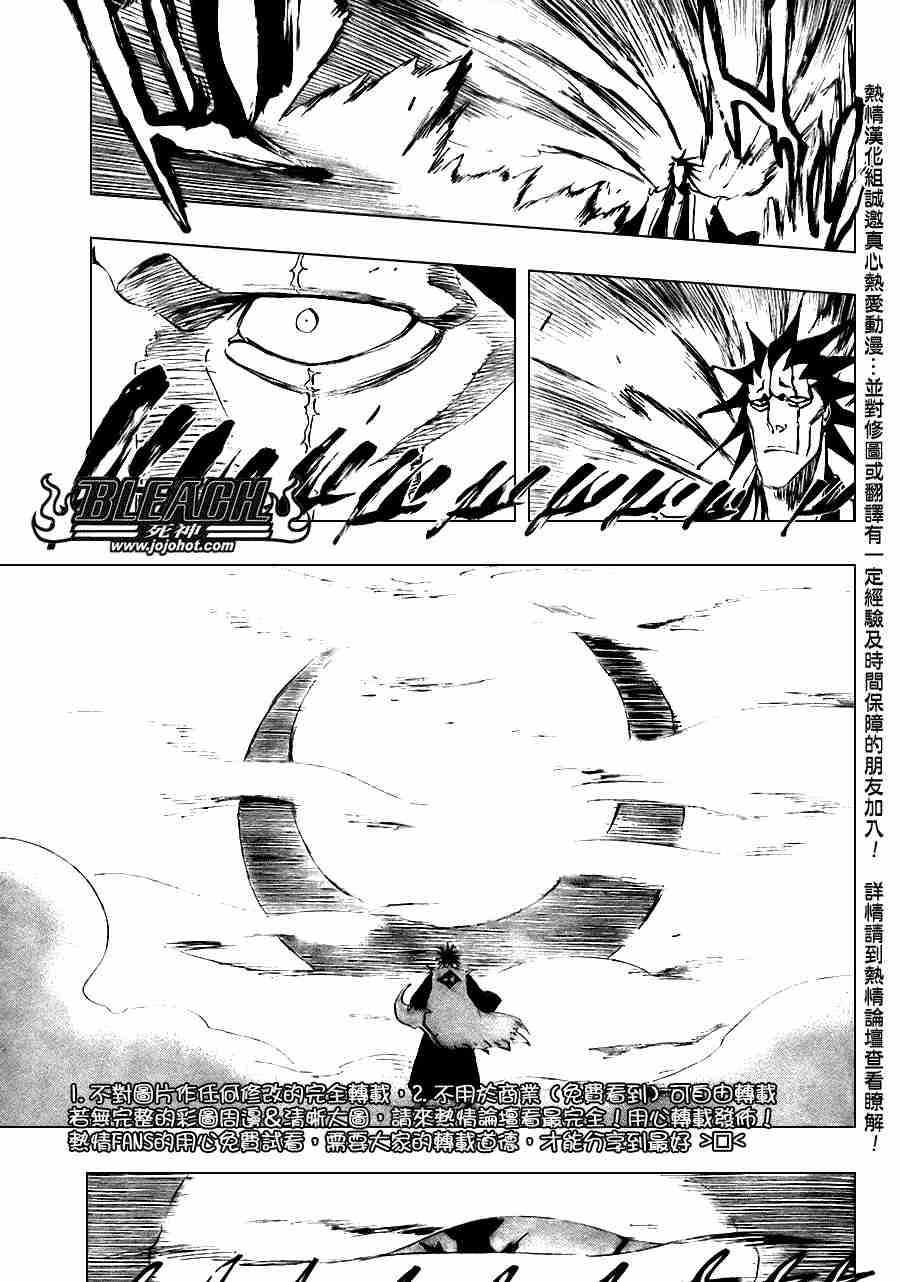 熱情漢化組誠邀真心熱愛動漫…並對修圖或翻譯有一定經驗及時間保障的朋友加入！ 詳情請到熱情論壇查看瞭解！
BLEACH
死神
www.jojohot.com
1. 不對圖片作任何修改的完全轉載，2. 不用於商業（免費看到）可自由轉載
若無完整的彩圖周邊&清晰大圖，請來熱情論壇看最完全！用心轉載發佈！
熱情FANS的用心免費試看，需要大家的轉載道德，才能分享到最好 >口<